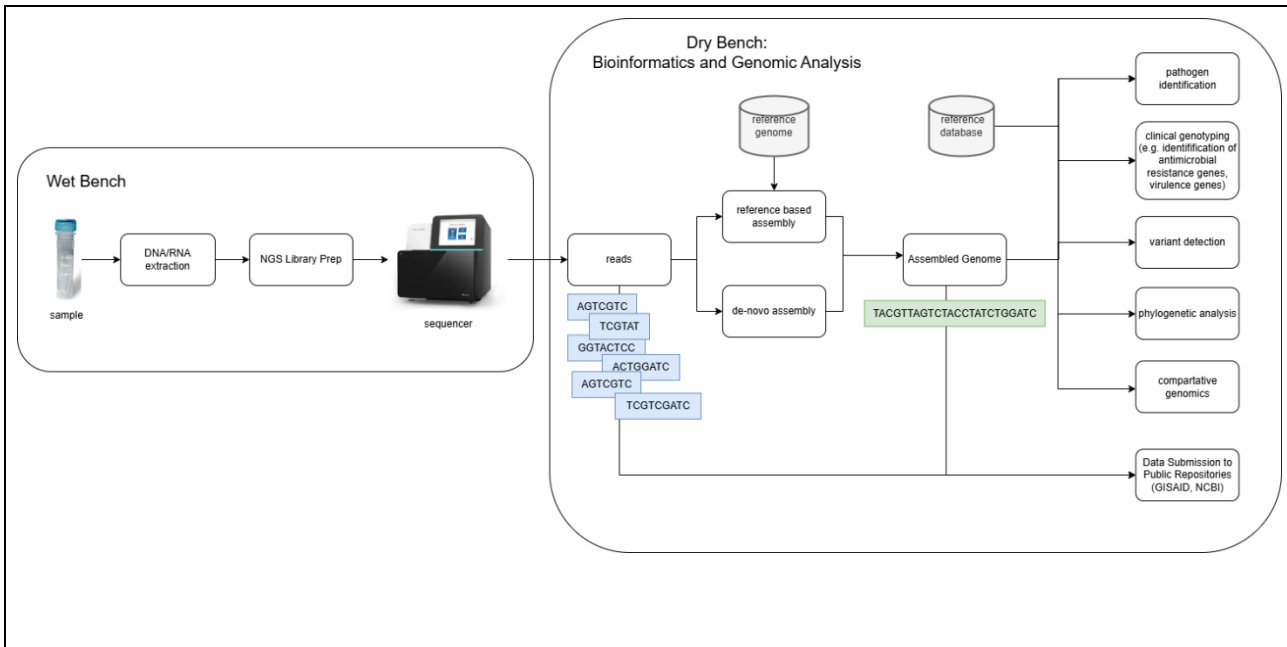 Dry Bench:
Bioinformatics and Genomic Analysis
Wet Bench
sample
DNA/RNA
extraction
NGS Library Prep
sequencer
reads
AGTCGTC
TCGTAT
GGTACTCC
ACTGGATC
AGTCGTC
TCGTCGATC
reference
genome
reference based
assembly
de-novo assembly
Assembled Genome
TACGTTAGTCTACCTATCTGGATC
reference
database
pathogen
identification
clinical genotyping
(e.g. identifification of
antimicrobial
resistance genes,
virulence genes)
variant detection
phylogenetic analysis
compartative
genomics
Data Submission to
Public Repositories
(GISAID, NCBI)